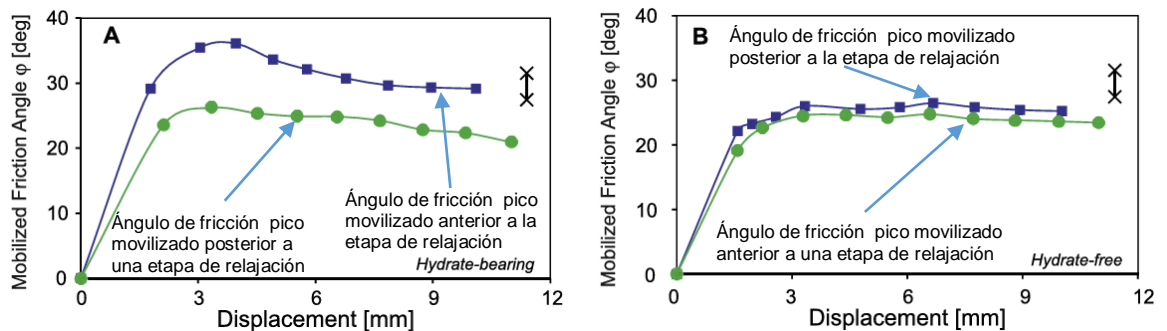 A
Mobilized Friction Angle φ [deg]
40
30
20
10
0
0
3
6
9
12
Displacement [mm]
Ángulo de fricción pico
movilizado posterior a
una etapa de relajación
Ángulo de fricción pico
movilizado anterior a la
etapa de relajación
Hydrate-bearing
B
Mobilized Friction Angle φ [deg]
40
30
20
10
0
0
3
6
9
12
Displacement [mm]
Ángulo de fricción pico movilizado
posterior a la etapa de relajación
Ángulo de fricción pico movilizado
anterior a una etapa de relajación
Hydrate-free